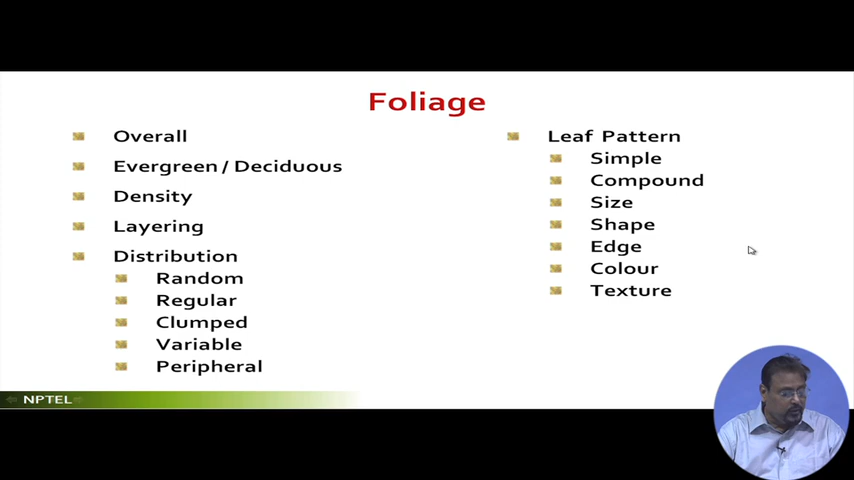 Foliage
Overall
Evergreen / Deciduous
Density
Layering
Distribution
Random
Regular
Clumped
Variable
Peripheral
Leaf Pattern
Simple
Compound
Size
Shape
Edge
Colour
Texture
NPTEL